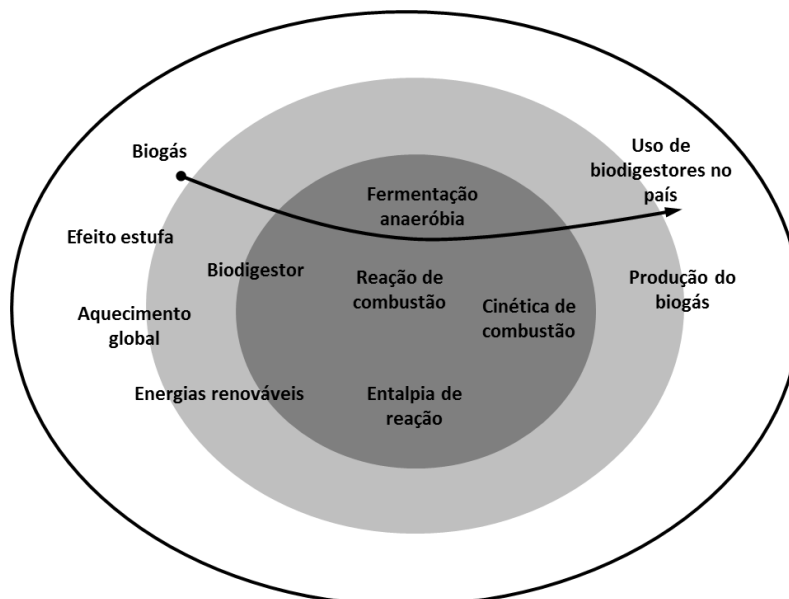 Biogás
Uso de
biodigestores no
país
Fermentação
anaeróbia
Efeito estufa
Biodigestor
Reação de
combustão
Produção do
biogás
Cinética de
combustão
Aquecimento
global
Energias renováveis
Entalpia de
reação